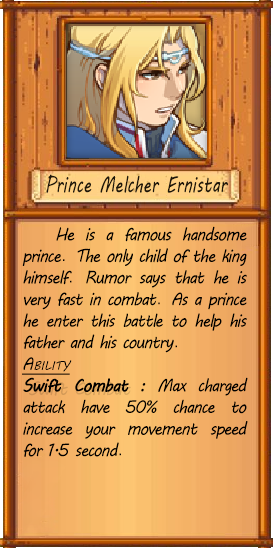 Prince Melcher Ernistar
He is a famous handsome
prince. The only child of the king
himself. Rumor says that he is
very fast in combat. As a prince
he enter this battle to help his
father and his country.
ABILITY
Swift Combat : Max charged
attack have 50% chance to
increase your movement speed
for 1.5 second.